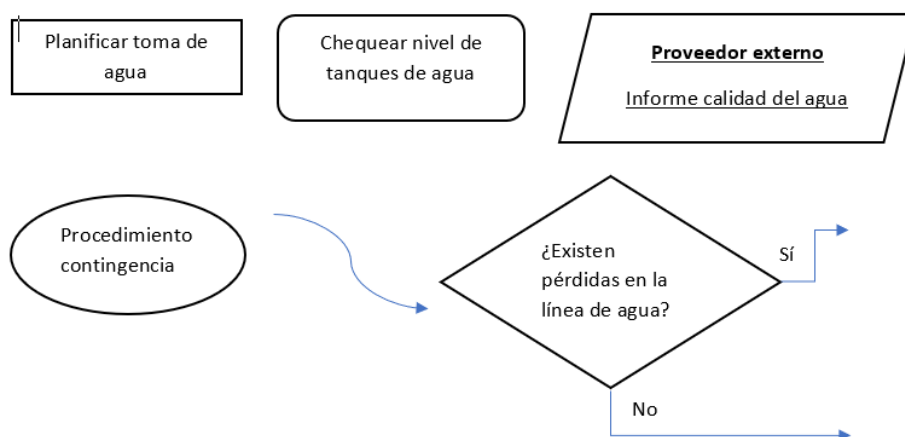 Planificar toma de
agua
Chequear nivel de
tanques de agua
Proveedor externo
Informe calidad del agua
Procedimiento
contingencia
¿Existen
pérdidas en la
línea de agua?
Sí
No